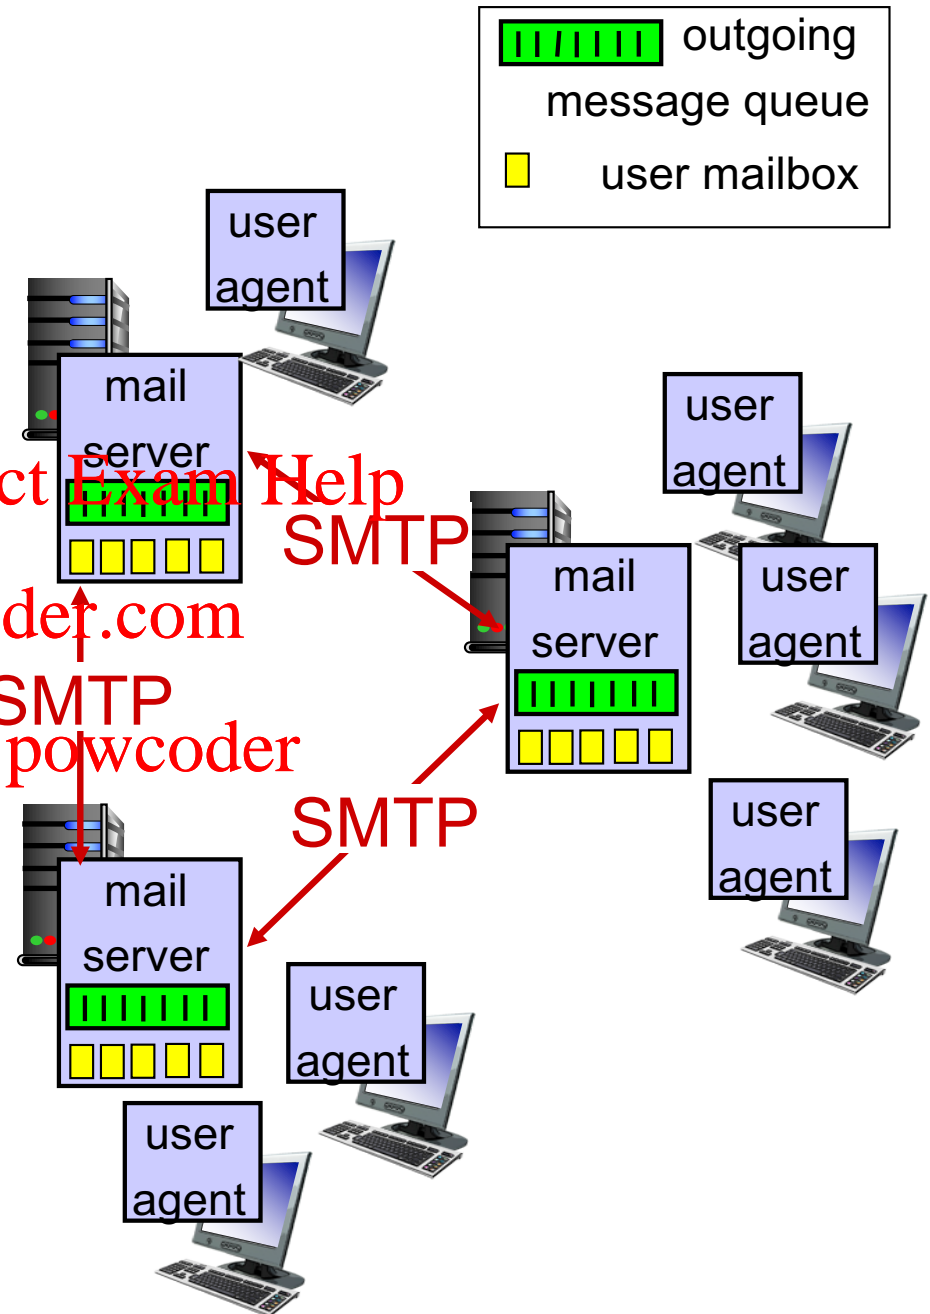 outgoing
message queue
user mailbox
user
agent
mail
server
user
agent
ct Exam Help
SMTP
mail
server
user
agent
der.com
SMTP
powcoder
SMTP
user
agent
mail
server
user
agent
user
agent